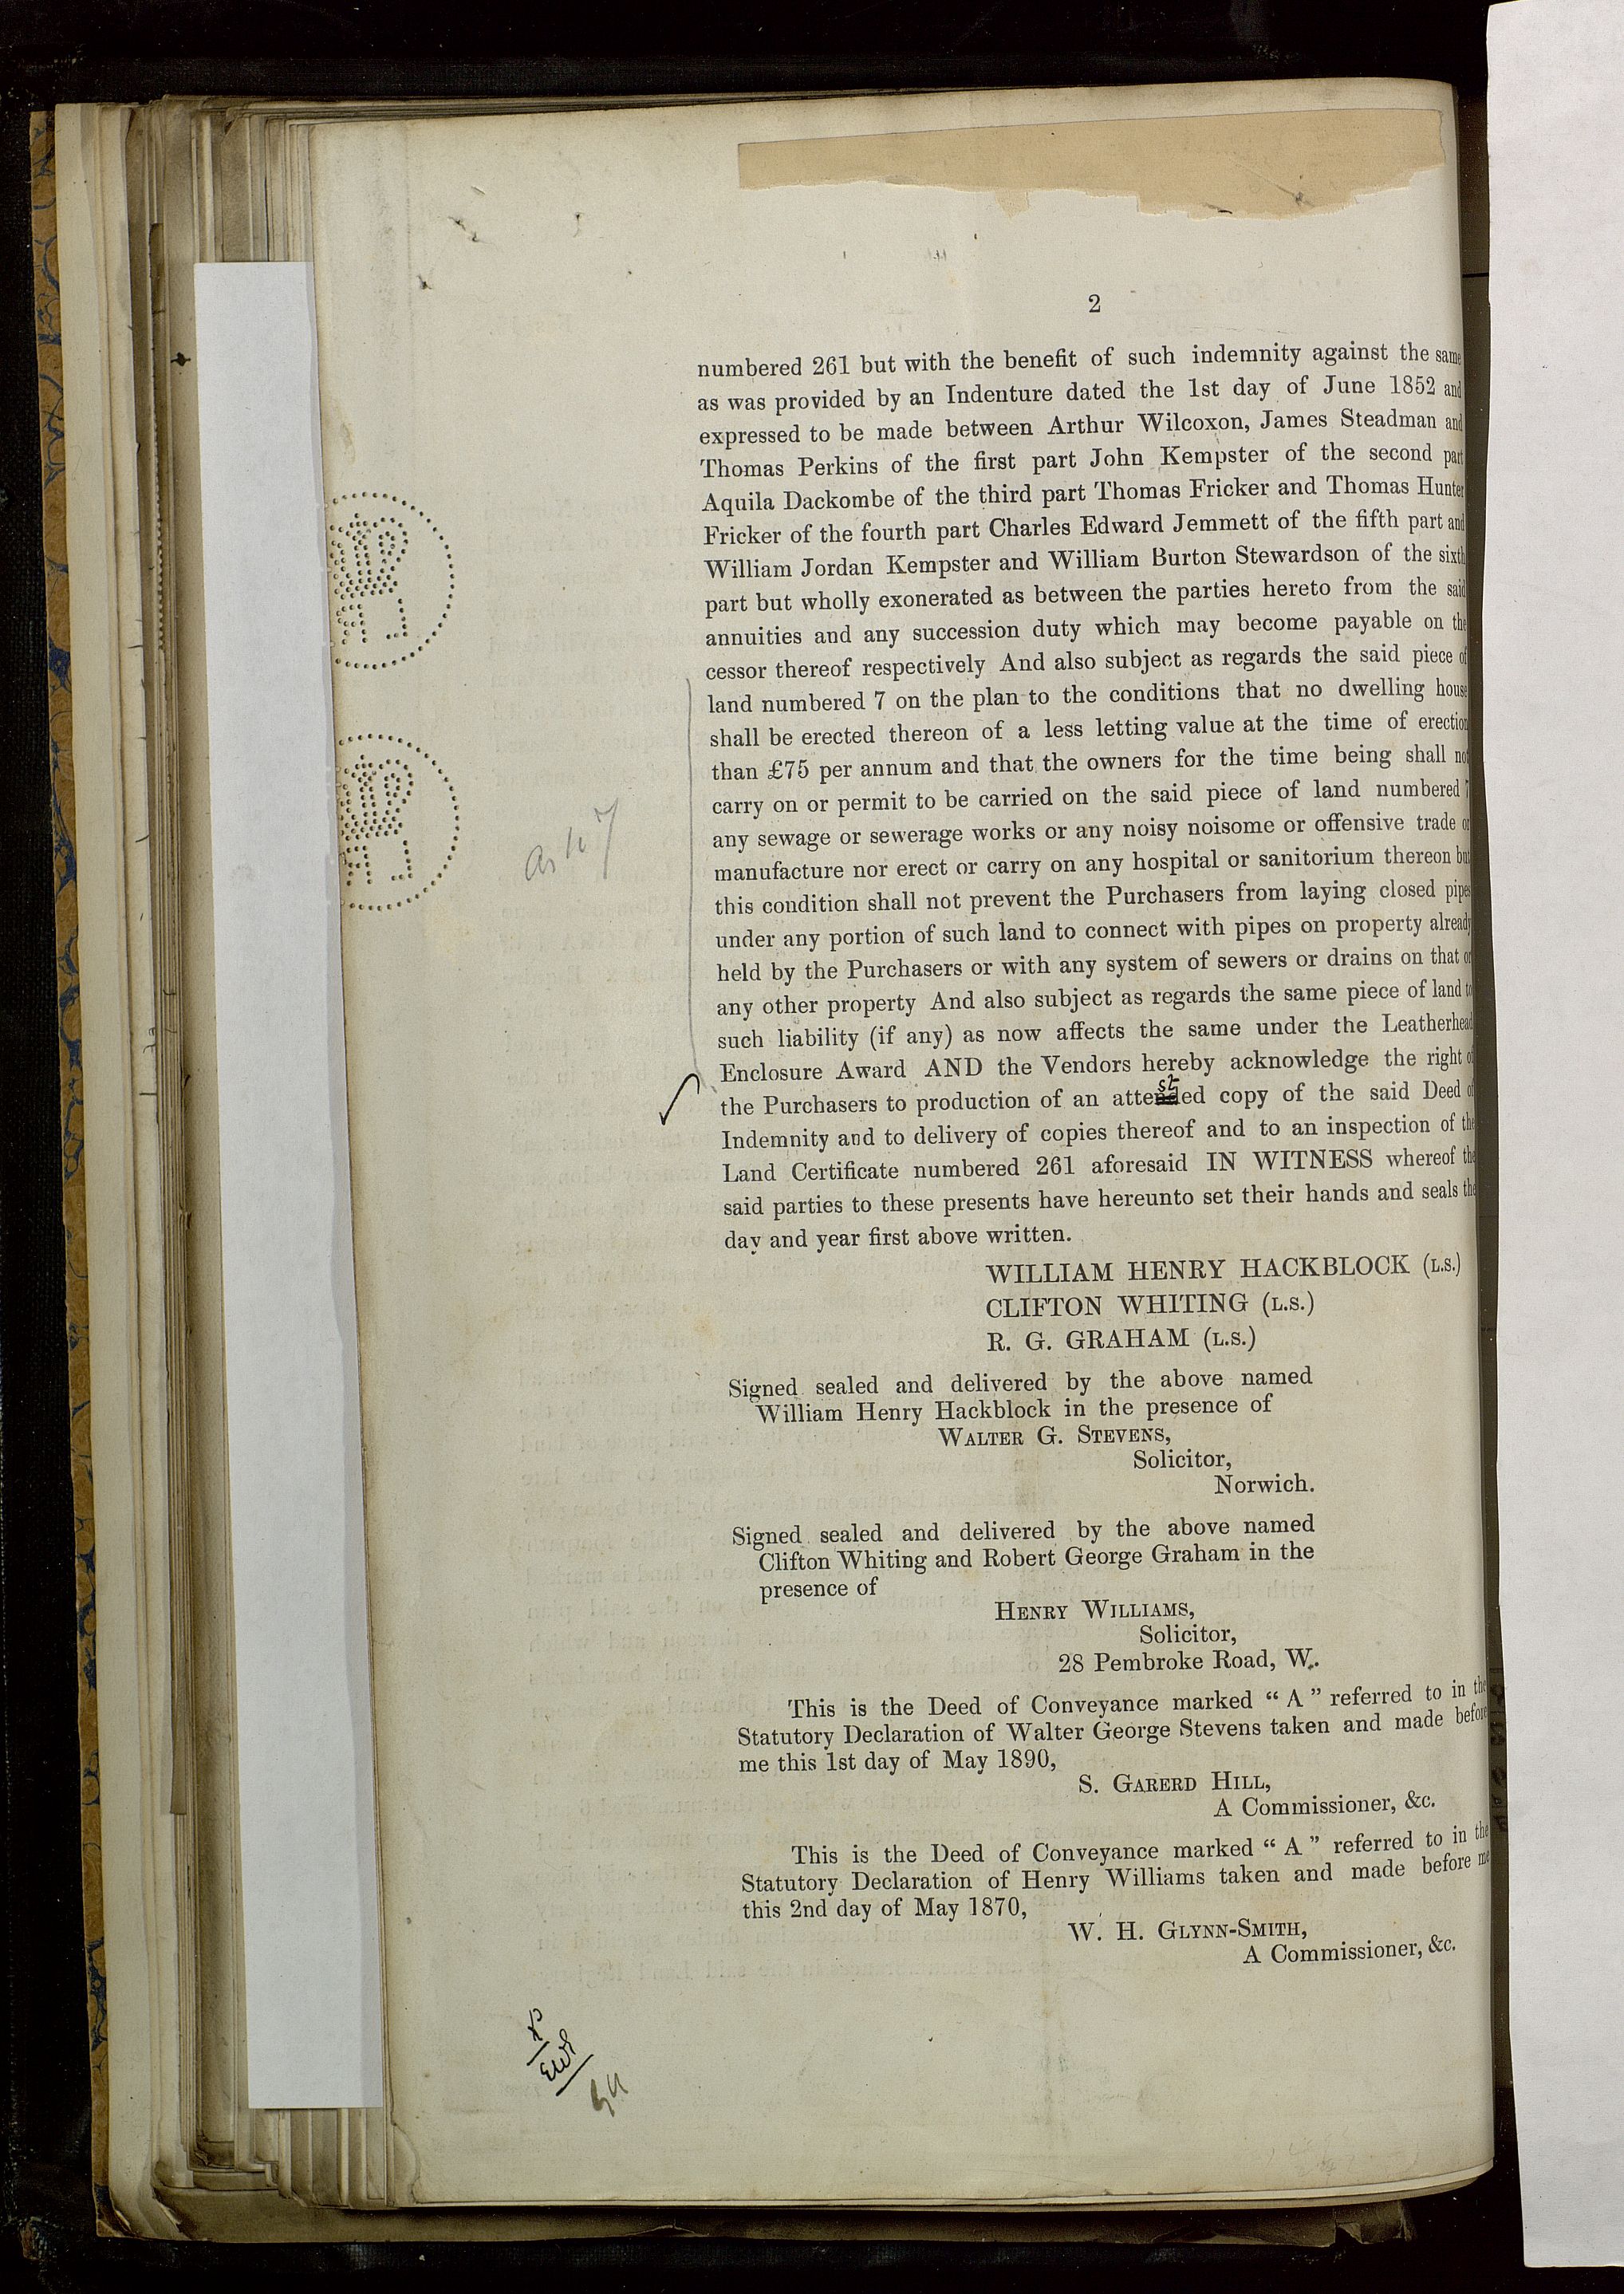 2
numbered 261 but with the benefit of such indemnity against the same
as was provided by an Indenture dated the 1st day of June 1852 and
expressed to be made between Arthur Wilcoxon, James Steadman and
Thomas Perkins of the first part John Kempster of the second part
Aquila Dackombe of the third part Thomas Fricker and Thomas Hunter
Fricker of the fourth part Charles Edward Jemmett of the fifth part and
William Jordan Kempster and William Burton Stewardson of the sixth
part but wholly exonerated as between the parties hereto from the said
annuities and any succession duty which may become payable on the
cessor thereof respectively And also subject as regards the said piece of
land numbered 7 on the plan to the conditions that no dwelling house
shall be erected thereon of a less letting value at the time of erection
than £75 per annum and that the owners for the time being shall not
carry on or permit to be carried on the said piece of land numbered 7
any sewage or sewerage works or any noisy noisome or offensive trade or
manufacture nor erect or carry on any hospital or sanitorium thereon but
this condition shall not prevent the Purchasers from laying closed pipes
under any portion of such land to connect with pipes on property already
held by the Purchasers or with any system of sewers or drains on that or
any other property And also subject as regards the same piece of land to
such liability (if any) as now affects the same under the Leatherhead
Enclosure Award AND the Vendors hereby acknowledge the right of
the Purchasers to production of an attested copy of the said Deed of
Indemnity and to delivery of copies thereof and to an inspection of the
Land Certificate numbered 261 aforesaid IN WITNESS whereof the
said parties to these presents have hereunto set their hands and seals the
day and year first above written.
WILLIAM HENRY HACKBLOCK (L.S.)
CLIFTON WHITING (L.S.)
R. G. GRAHAM (L.S.)
Signed sealed and delivered by the above named
William Henry Hackblock in the presence of
WALTER G. STEVENS,
Solicitor,
Norwich.
Signed sealed and delivered by the above named
Clifton Whiting and Robert George Graham in the
presence of
HENRY WILLIAMS,
Solicitor,
28 Pembroke Road, W.
This is the Deed of Conveyance marked “ A ” referred to in the
Statutory Declaration of Walter George Stevens taken and made before
me this 1st day of May 1890,
S. GARERD HILL,
A Commissioner, &c.
This is the Deed of Conveyance marked “ A ” referred to in the
Statutory Declaration of Henry Williams taken and made before me
this 2nd day of May 1870,
W. H. GLYNN-SMITH,
A Commissioner, &c.
as to 7